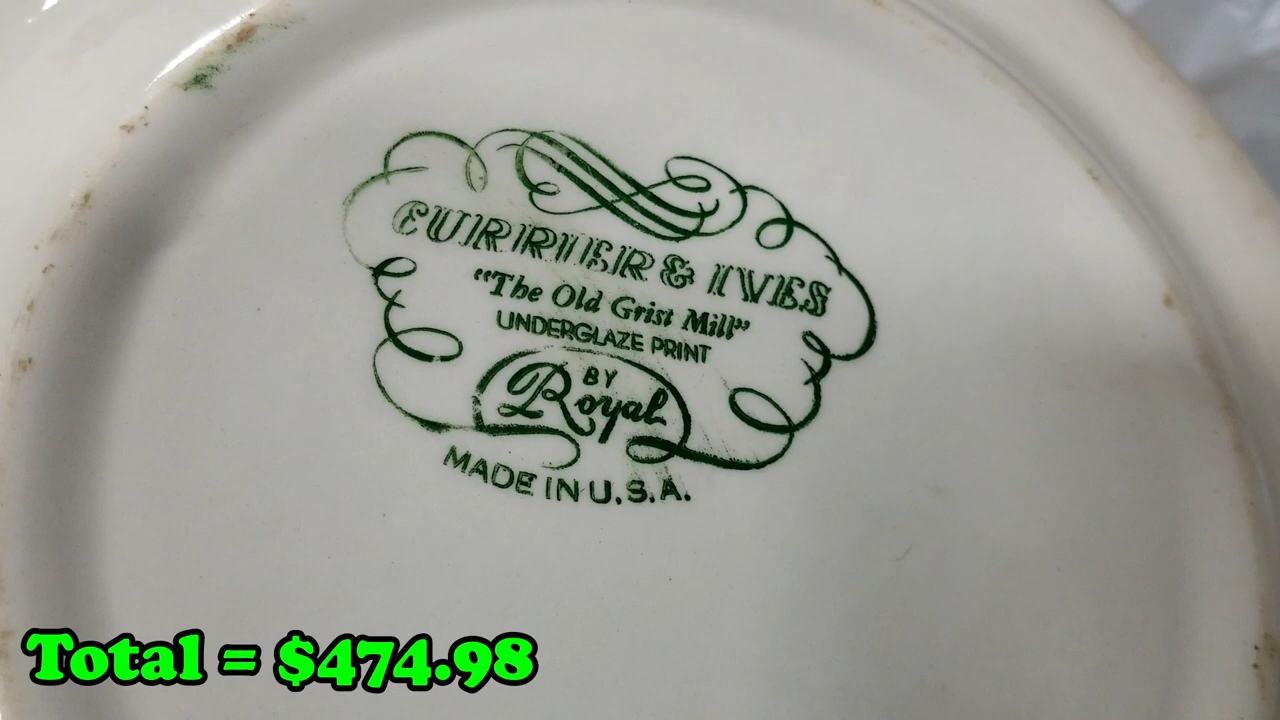 CURRIER & IVES
“The Old Grist Mill”
UNDERGLAZE PRINT
BY
Royal
MADE IN U.S.A.
Total = $474.98